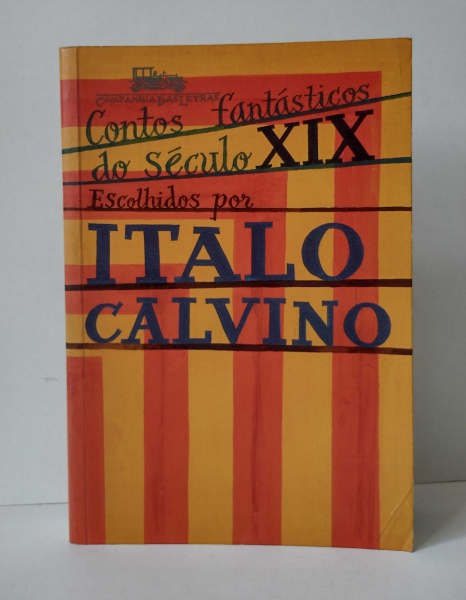 COMPANHIA DAS LETRAS
Contos fantásticos
do século XIX
Escolhidos por
ITALO
CALVINO